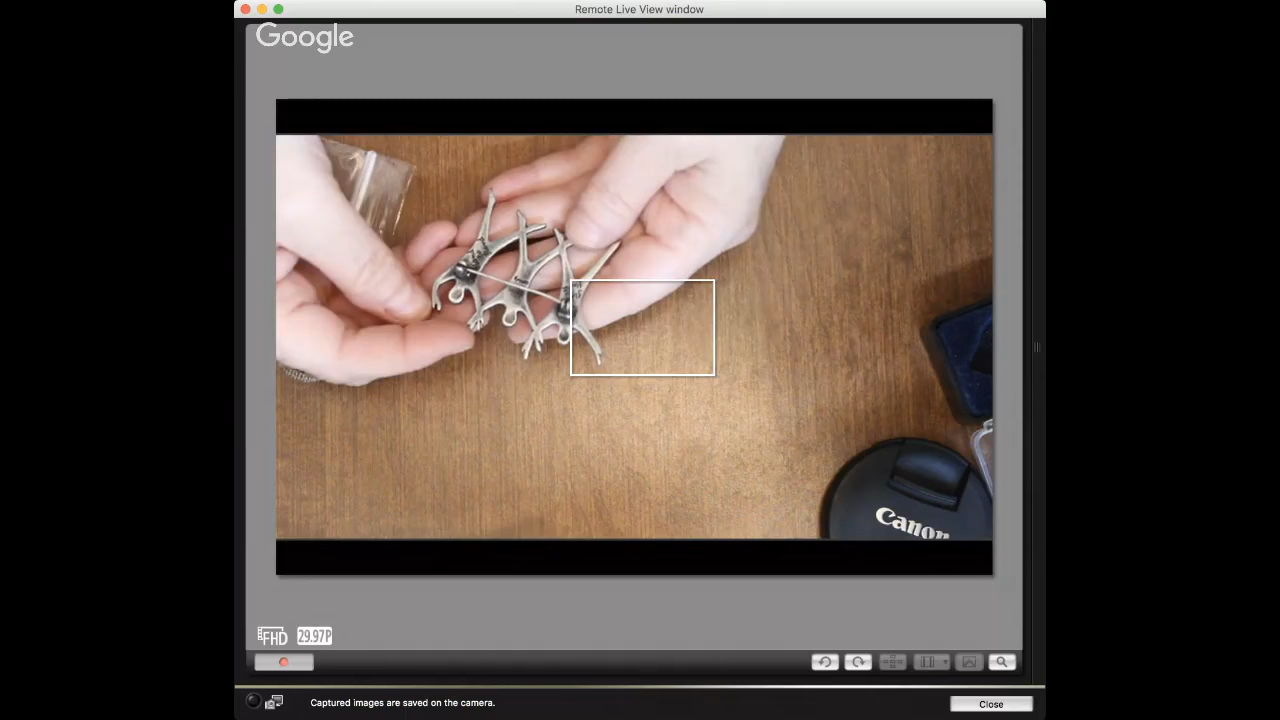 Remote Live View window
Google
Canon
FHD
29.97P
Captured images are saved on the camera.
Close